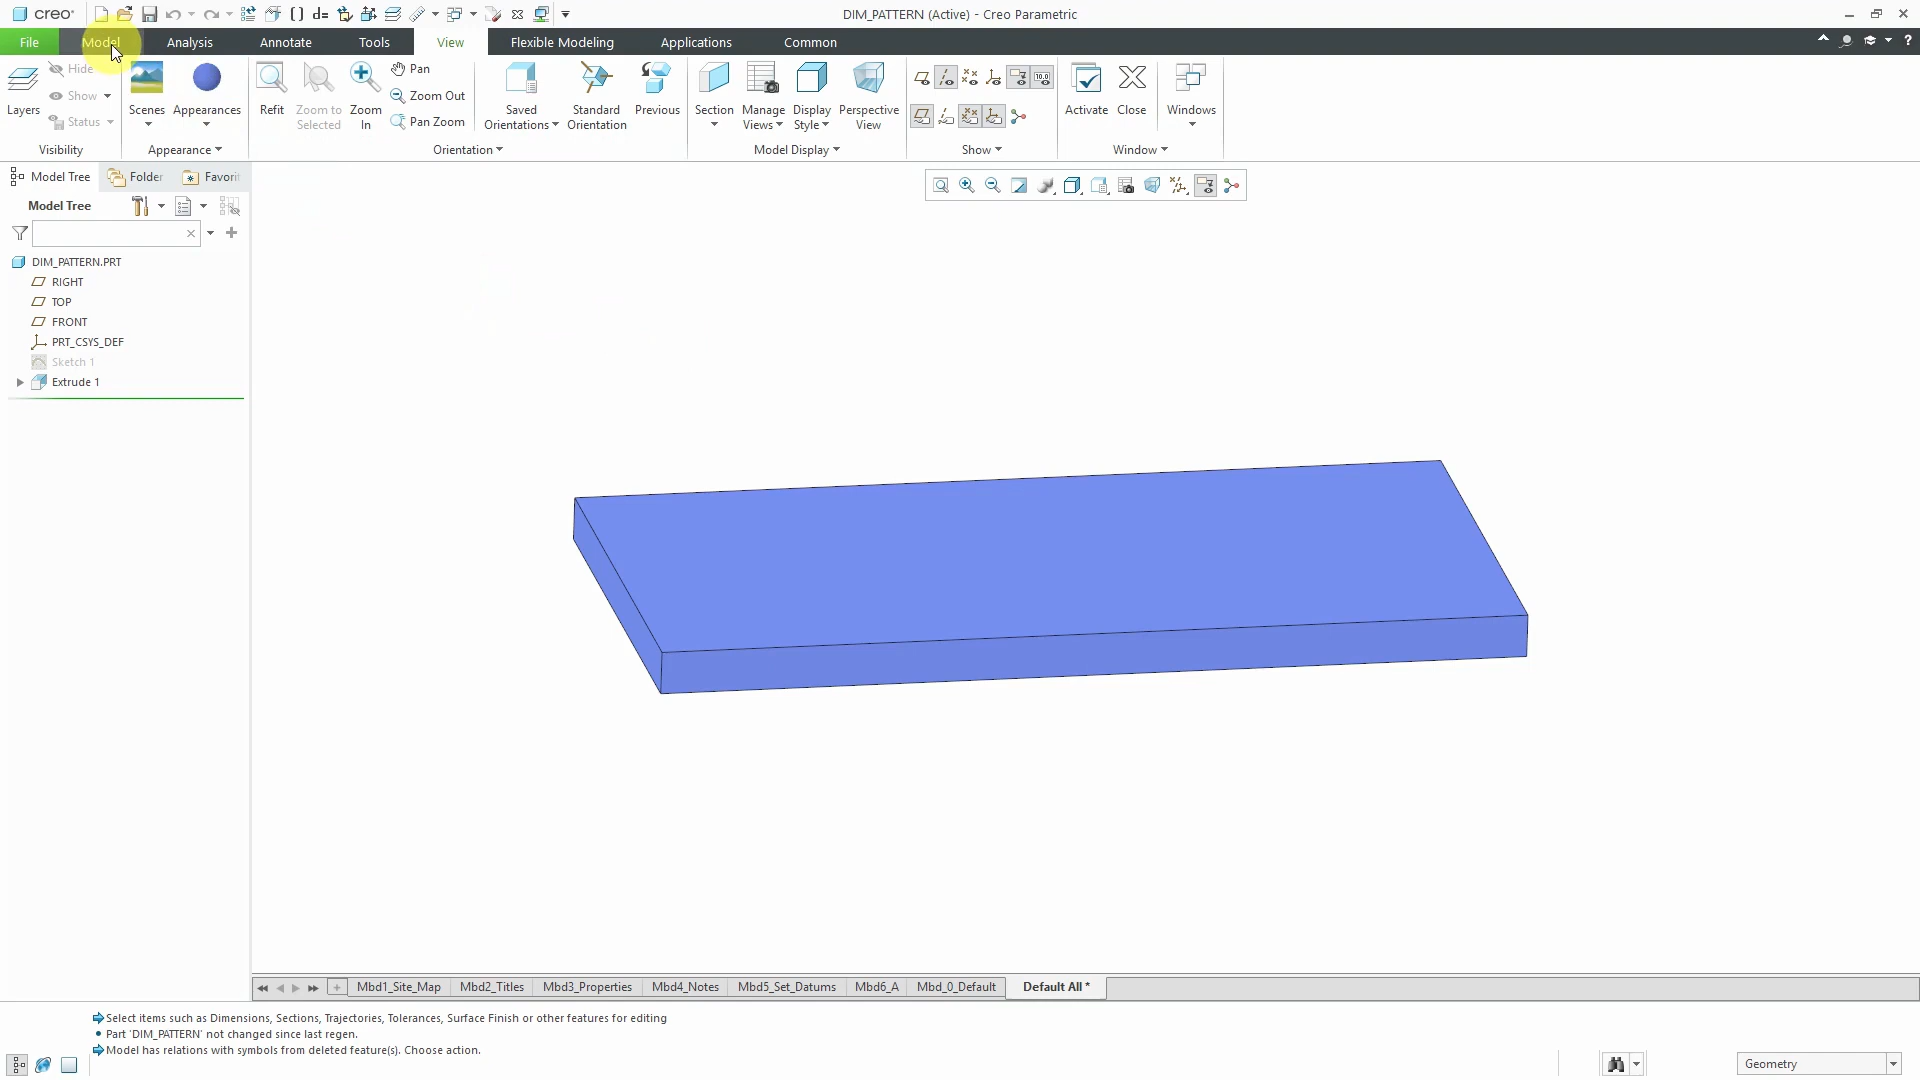 creo
DIM_PATTERN (Active) - Creo Parametric
File Model Analysis Annotate Tools View Flexible Modeling Applications Common
Layers
Hide
Show
Status
Visibility
Scenes
Appearances
Appearance
Refit
Zoom to
Selected
Zoom
In
Pan
Zoom Out
Pan Zoom
Saved
Orientations
Standard
Orientation
Previous
Orientation
Section
Manage
Views
Display
Style
Perspective
View
Model Display
10.0
Show
Activate
Close
Windows
Window
Model Tree Folder Favorit
Model Tree
DIM_PATTERN.PRT
RIGHT
TOP
FRONT
PRT_CSYS_DEF
Sketch 1
Extrude 1
Mbd1_Site_Map Mbd2_Titles Mbd3_Properties Mbd4_Notes Mbd5_Set_Datums Mbd6_A Mbd_0_Default Default All *
Select items such as Dimensions, Sections, Trajectories, Tolerances, Surface Finish or other features for editing
• Part 'DIM_PATTERN' not changed since last regen.
Model has relations with symbols from deleted feature(s). Choose action.
Geometry